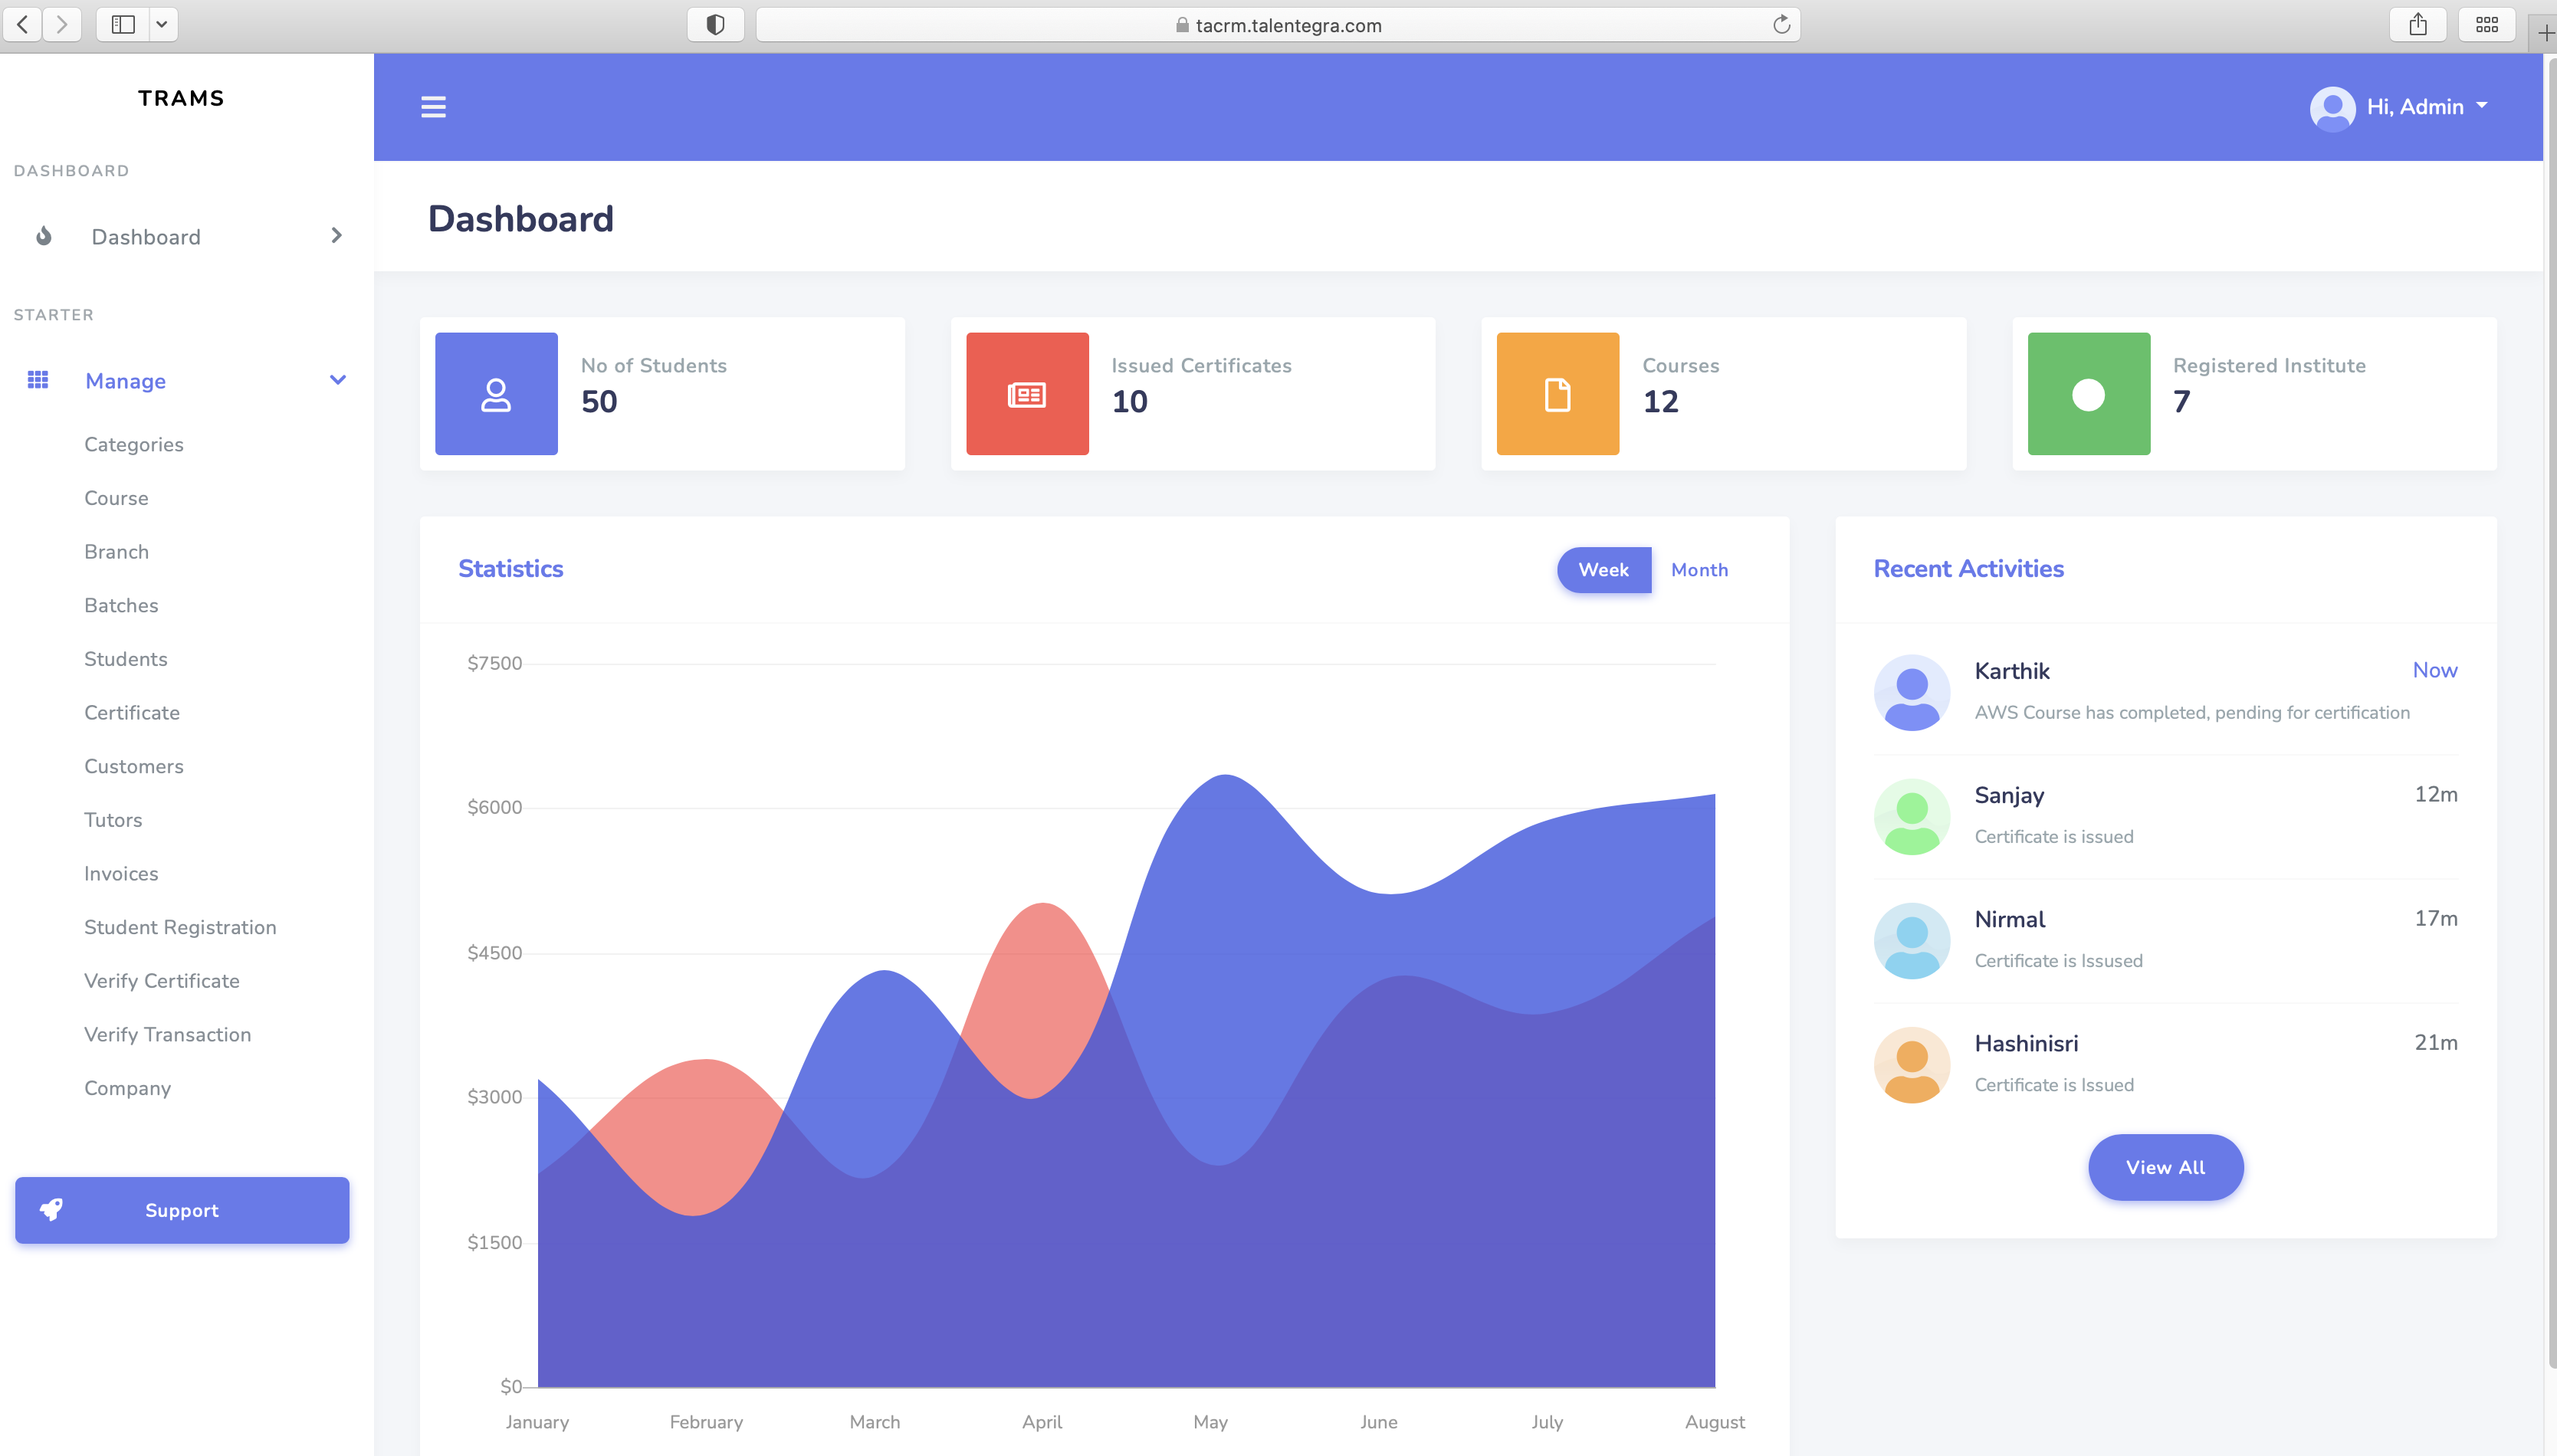 tacrm.talentegra.com
TRAMS
Hi, Admin
DASHBOARD
Dashboard
STARTER
Manage
Categories
Course
Branch
Batches
Students
Certificate
Customers
Tutors
Invoices
Student Registration
Verify Certificate
Verify Transaction
Company
Support
Dashboard
No of Students
50
Issued Certificates
10
Courses
12
Registered Institute
7
Statistics
Week Month
$7500
$6000
$4500
$3000
$1500
$0
January February March April May June July August
Recent Activities
Karthik Now
AWS Course has completed, pending for certification
Sanjay 12m
Certificate is issued
Nirmal 17m
Certificate is Issused
Hashinisri 21m
Certificate is Issued
View All